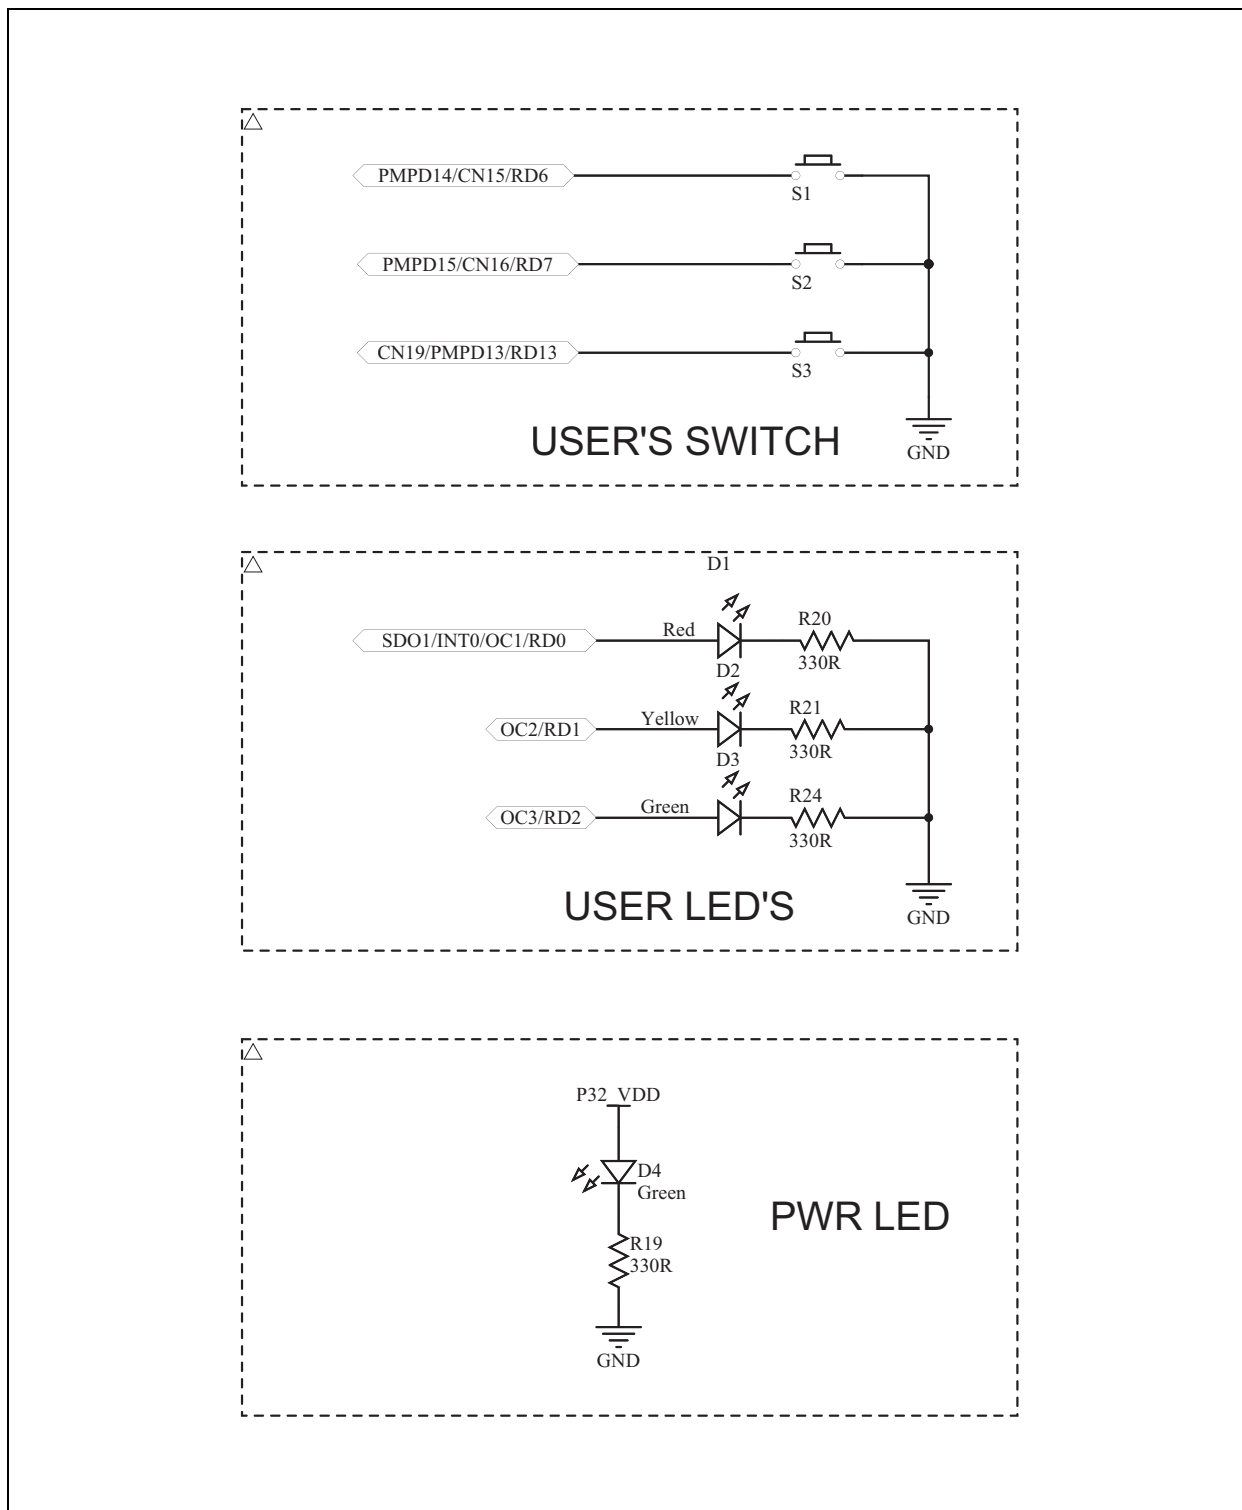 PMPD14/CN15/RD6
S1
PMPD15/CN16/RD7
S2
CN19/PMPD13/RD13
S3
USER'S SWITCH
GND
D1
SDO1/INT0/OC1/RD0
Red
R20
330R
D2
OC2/RD1
Yellow
R21
330R
D3
OC3/RD2
Green
R24
330R
USER LED'S
GND
P32_VDD
D4
Green
PWR LED
R19
330R
GND